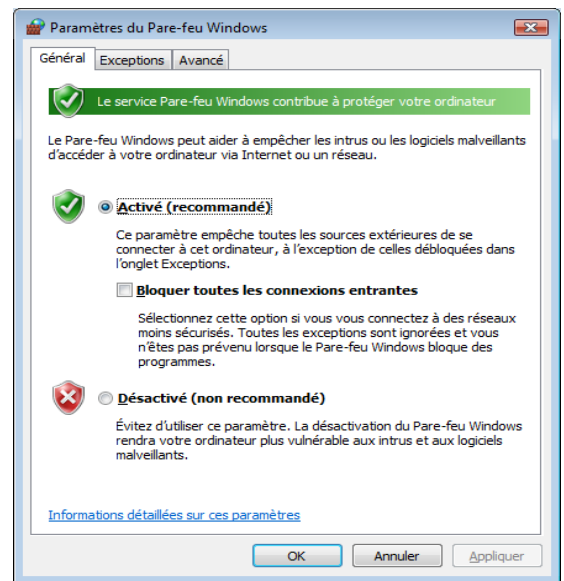 Paramètres du Pare-feu Windows
Général Exceptions Avancé
Le service Pare-feu Windows contribue à protéger votre ordinateur
Le Pare-feu Windows peut aider à empêcher les intrus ou les logiciels malveillants
d'accéder à votre ordinateur via Internet ou un réseau.
Activé (recommandé)
Ce paramètre empêche toutes les sources extérieures de se
connecter à cet ordinateur, à l'exception de celles débloquées dans
l'onglet Exceptions.
Bloquer toutes les connexions entrantes
Sélectionnez cette option si vous vous connectez à des réseaux
moins sécurisés. Toutes les exceptions sont ignorées et vous
n'êtes pas prévenu lorsque le Pare-feu Windows bloque des
programmes.
Désactivé (non recommandé)
Évitez d'utiliser ce paramètre. La désactivation du Pare-feu Windows
rendra votre ordinateur plus vulnérable aux intrus et aux logiciels
malveillants.
Informations détaillées sur ces paramètres
OK Annuler Appliquer